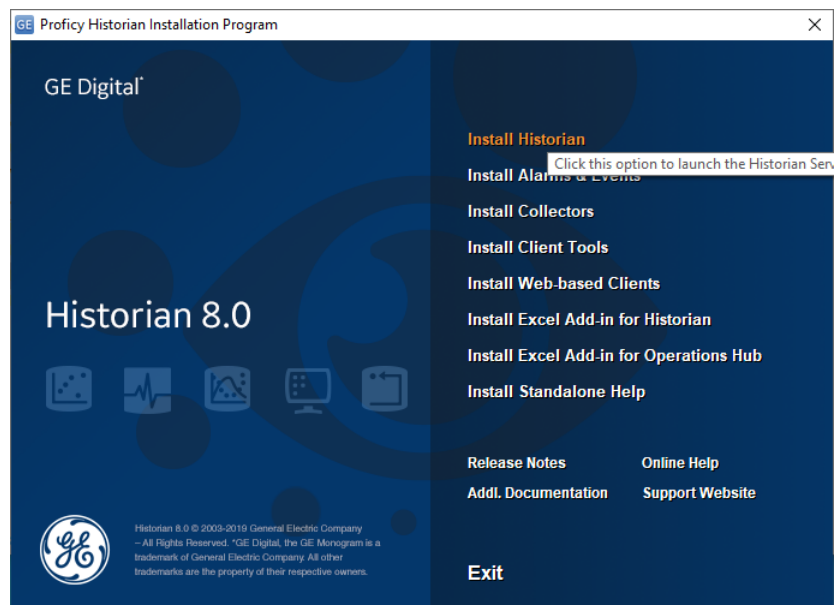 GE Proficy Historian Installation Program
GE Digital*
Install Historian
Click this option to launch the Historian Serv
Install Alarms & Events
Install Collectors
Install Client Tools
Install Web-based Clients
Install Excel Add-in for Historian
Install Excel Add-in for Operations Hub
Install Standalone Help
Historian 8.0
Release Notes Online Help
Addl. Documentation Support Website
Historian 8.0 © 2003-2019 General Electric Company
– All Rights Reserved. *GE Digital, the GE Monogram is a
trademark of General Electric Company. All other
trademarks are the property of their respective owners.
Exit